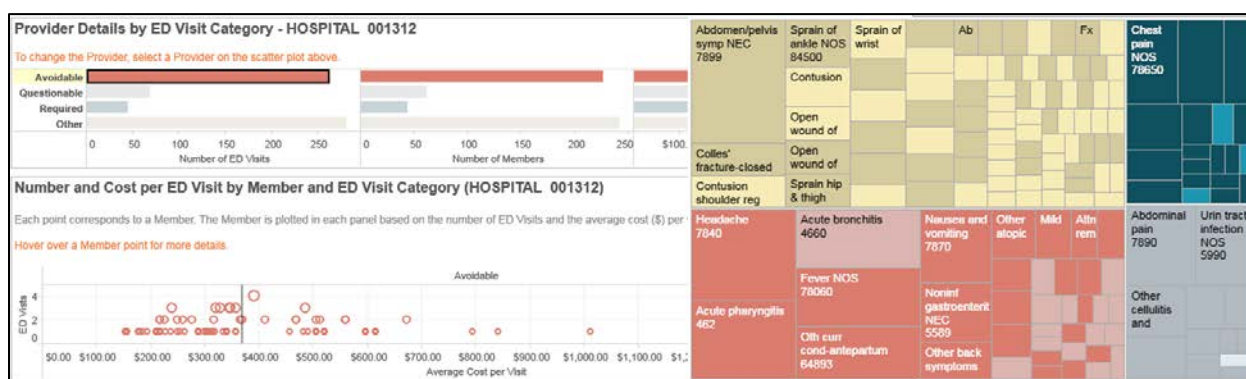 Provider Details by ED Visit Category - HOSPITAL 001312
To change the Provider, select a Provider on the scatter plot above.
Avoidable
Questionable
Required
Other
0 50 100 150 200 250
Number of ED Visits
0 50 100 150 200 250
Number of Members
$100.
Number and Cost per ED Visit by Member and ED Visit Category (HOSPITAL 001312)
Each point corresponds to a Member. The Member is plotted in each panel based on the number of ED Visits and the average cost ($) per
Hover over a Member point for more details.
Avoidable
ED Visits
4
2
0
$0.00 $100.00 $200.00 $300.00 $400.00 $500.00 $600.00 $700.00 $800.00 $900.00 $1,000.00 $1,100.00 $1,
Average Cost per Visit
Abdomen/pelvis
symp NEC
7899
Colles'
fracture-closed
Contusion
shoulder reg
Sprain of
ankle NOS
84500
Contusion
Open
wound of
Open
wound of
Sprain hip
& thigh
Sprain of
wrist
Ab
Fx
Chest
pain
NOS
78650
Headache
7840
Acute pharyngitis
462
Acute bronchitis
4660
Fever NOS
78060
Oth curr
cond-antepartum
64893
Nausea and
vomiting
7870
Noninf
gastroenterit
NEC
5589
Other back
symptoms
Other
atopic
Mild
Attn
rem
Abdominal
pain
7890
Other
cellulitis
and
Urin tract
infection
NOS
5990